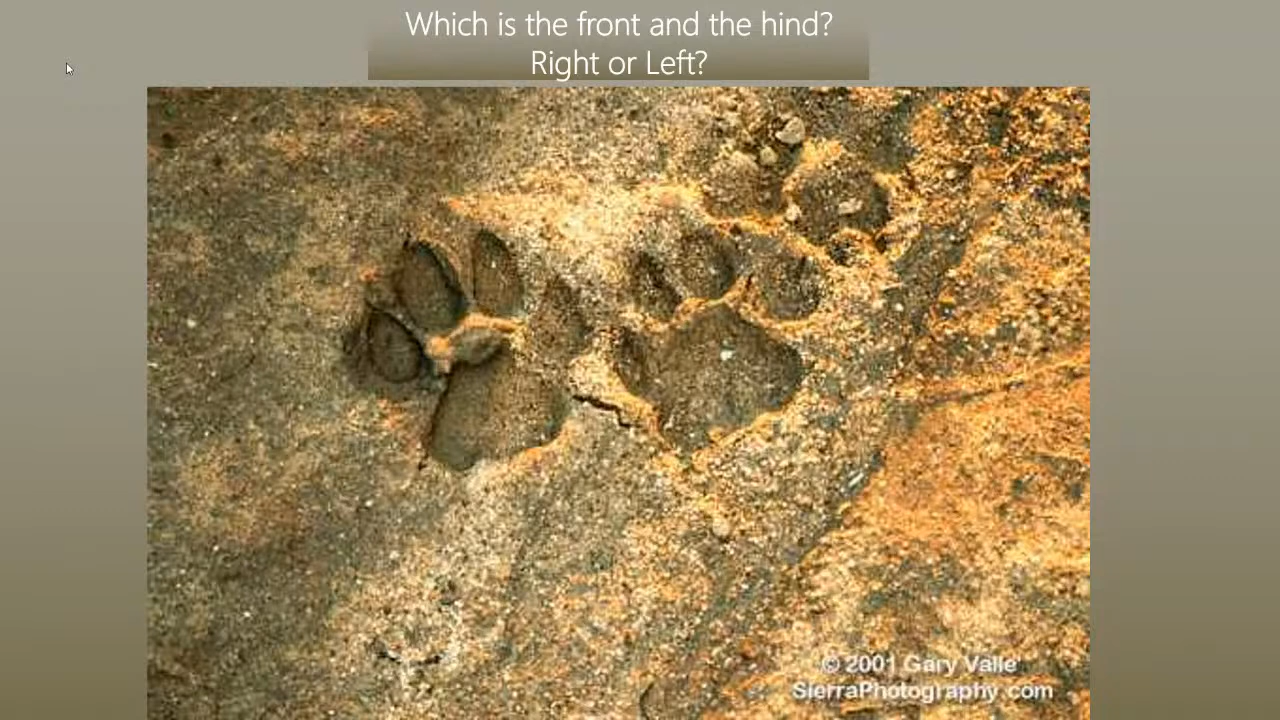 Which is the front and the hind?
Right or Left?
© 2001 Gary Valle
SierraPhotography.com